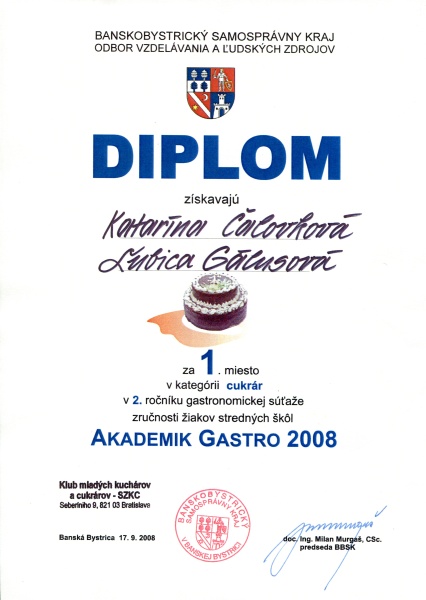 BANSKOBYSTRICKÝ SAMOSPRÁVNY KRAJ
ODBOR VZDELÁVANIA A ĽUDSKÝCH ZDROJOV
DIPLOM
získavajú
Katarína Čalovková
Ľubica Gálusová
za 1. miesto
v kategórii cukrár
v 2. ročníku gastronomickej súťaže
zručnosti žiakov stredných škôl
AKADEMIK GASTRO 2008
Klub mladých kuchárov
a cukrárov - SZKC
Seberíniho 9, 821 03 Bratislava
Banská Bystrica 17. 9. 2008
BANSKOBYSTRICKÝ
SAMOSPRÁVNY KRAJ
V BANSKEJ BYSTRICI
doc. Ing. Milan Murgaš, CSc.
predseda BBSK